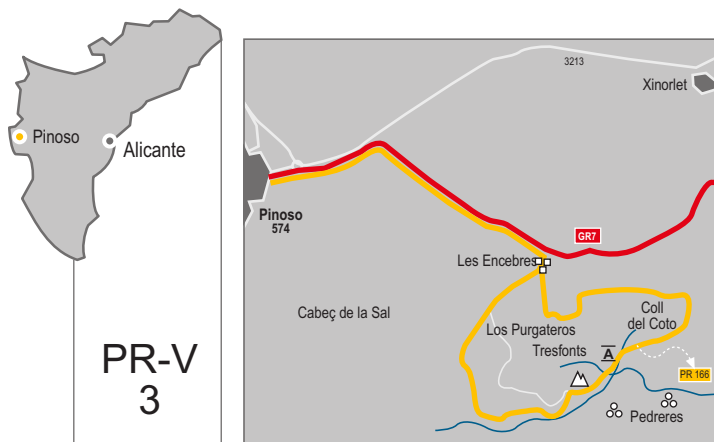 Pinoso
Alicante
PR-V
3
3213
Xinorlet
Pinoso
574
GR7
Les Encebres
Cabeç de la Sal
Los Purgateros
Tresfonts
Coll
del Coto
A
PR 166
Pedreres